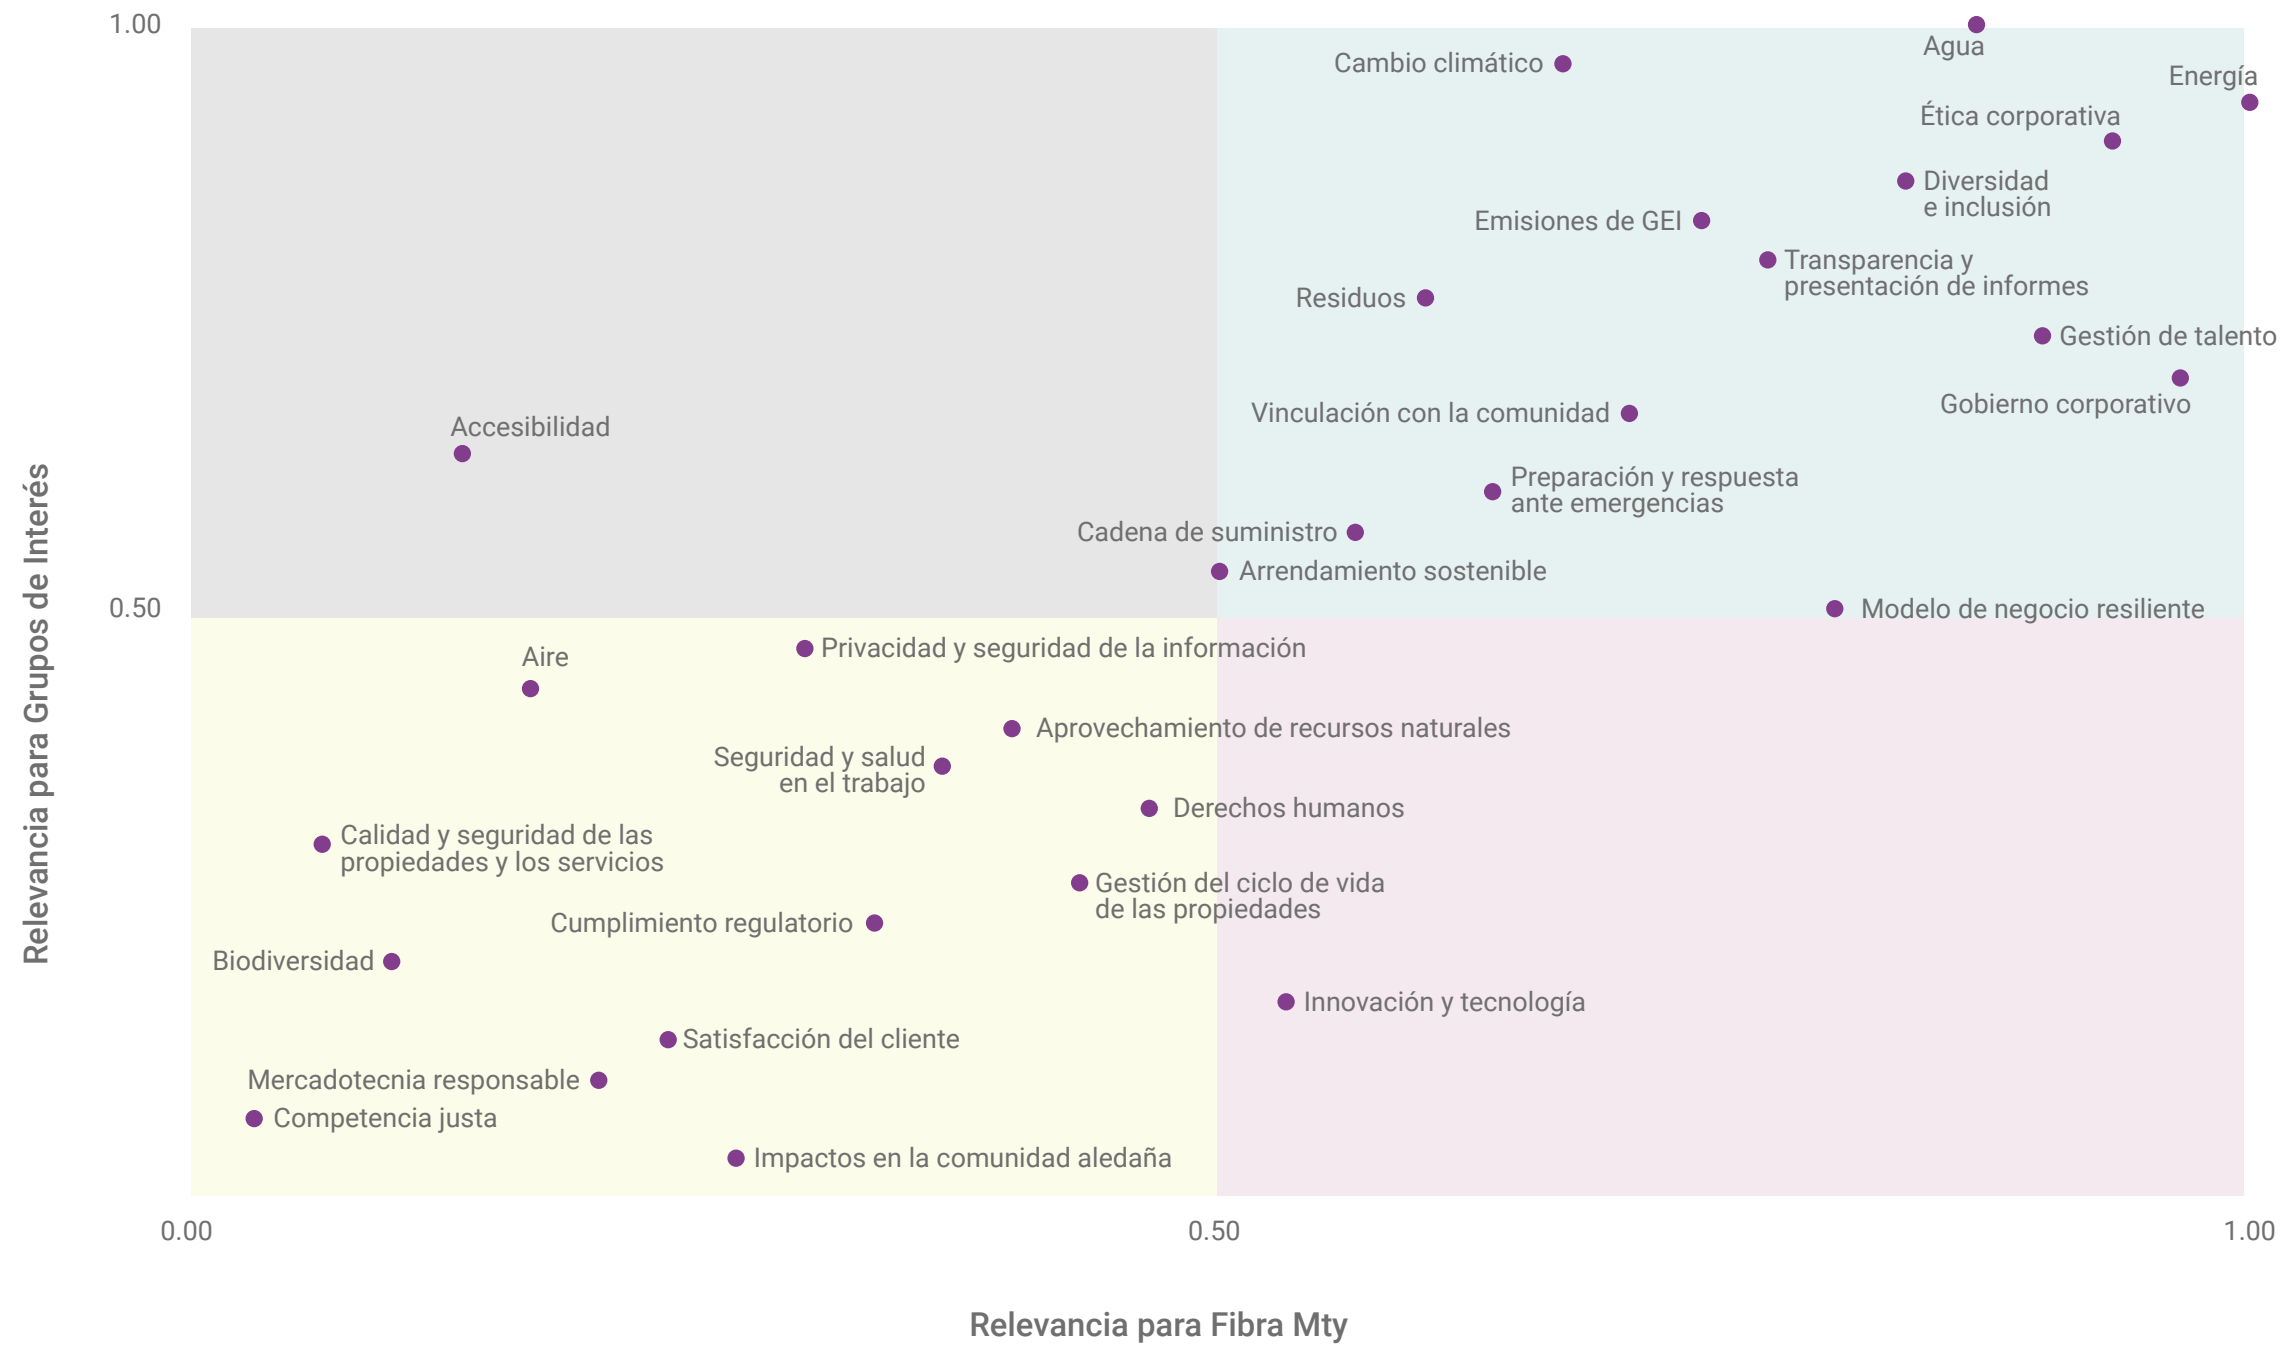 1.00
Agua
Cambio climático
Energía
Ética corporativa
Diversidad
e inclusión
Emisiones de GEI
Transparencia y
presentación de informes
Residuos
Gestión de talento
Gobierno corporativo
Vinculación con la comunidad
Accesibilidad
Preparación y respuesta
ante emergencias
Cadena de suministro
Arrendamiento sostenible
0.50
Modelo de negocio resiliente
Privacidad y seguridad de la información
Aire
Aprovechamiento de recursos naturales
Seguridad y salud
en el trabajo
Derechos humanos
Calidad y seguridad de las
propiedades y los servicios
Gestión del ciclo de vida
de las propiedades
Cumplimiento regulatorio
Biodiversidad
Innovación y tecnología
Satisfacción del cliente
Mercadotecnia responsable
Competencia justa
Impactos en la comunidad aledaña
Relevancia para Grupos de Interés
0.00
0.50
1.00
Relevancia para Fibra Mty